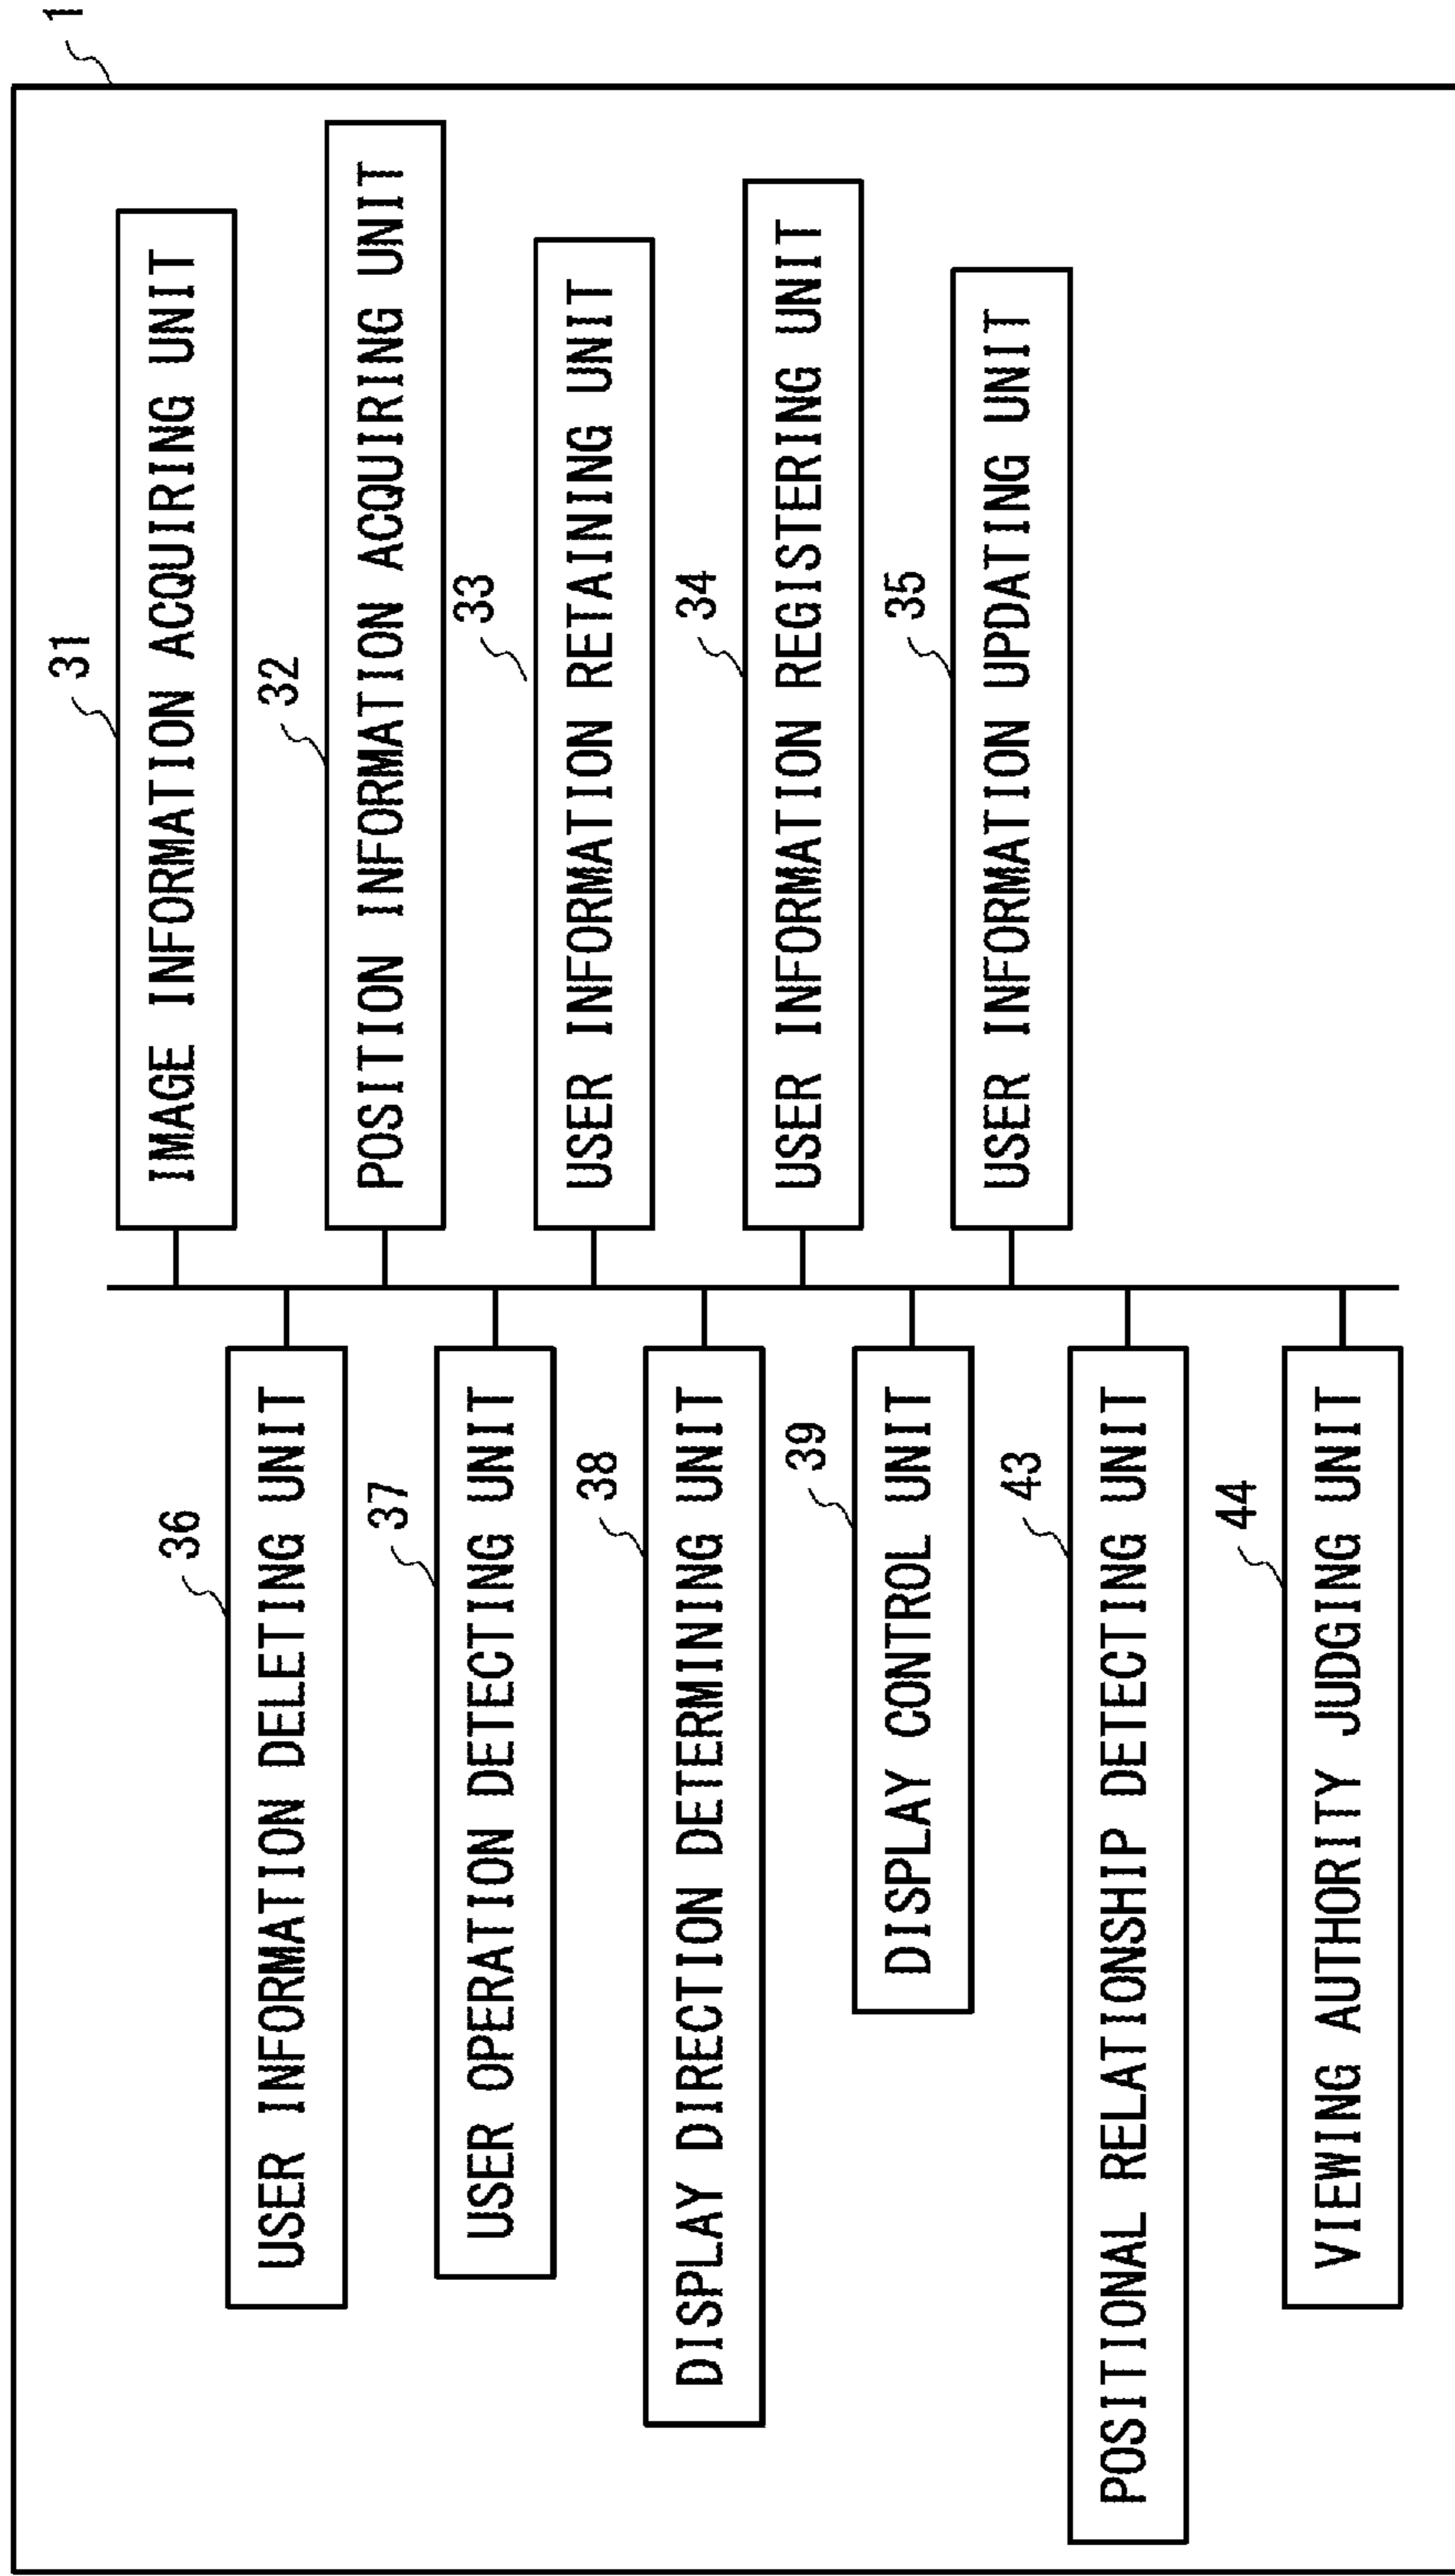 1
31
IMAGE INFORMATION ACQUIRING UNIT
32
POSITION INFORMATION ACQUIRING UNIT
33
USER INFORMATION RETAINING UNIT
34
USER INFORMATION REGISTERING UNIT
35
USER INFORMATION UPDATING UNIT
36
USER INFORMATION DELETING UNIT
37
USER OPERATION DETECTING UNIT
38
DISPLAY DIRECTION DETERMINING UNIT
39
DISPLAY CONTROL UNIT
43
POSITIONAL RELATIONSHIP DETECTING UNIT
44
VIEWING AUTHORITY JUDGING UNIT